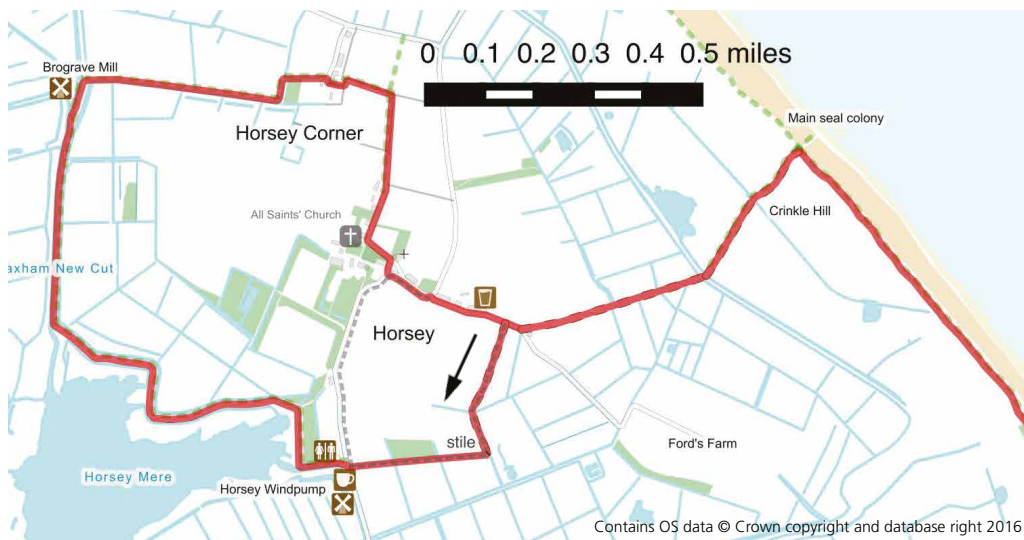 0 0.1 0.2 0.3 0.4 0.5 miles
Brograve Mill
Main seal colony
Horsey Corner
Crinkle Hill
All Saints' Church
axham New Cut
Horsey
stile
Ford's Farm
Horsey Mere
Horsey Windpump
Contains OS data © Crown copyright and database right 2016